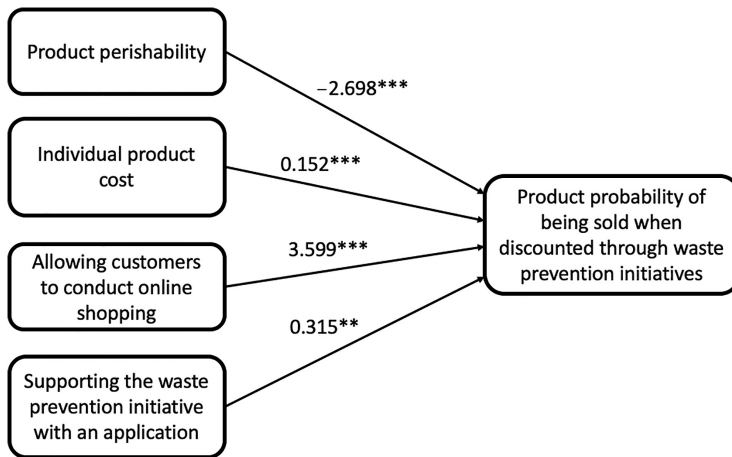 Product perishability
−2.698***
Individual product
cost
0.152***
Allowing customers
to conduct online
shopping
3.599***
Supporting the waste
prevention initiative
with an application
0.315**
Product probability of
being sold when
discounted through waste
prevention initiatives